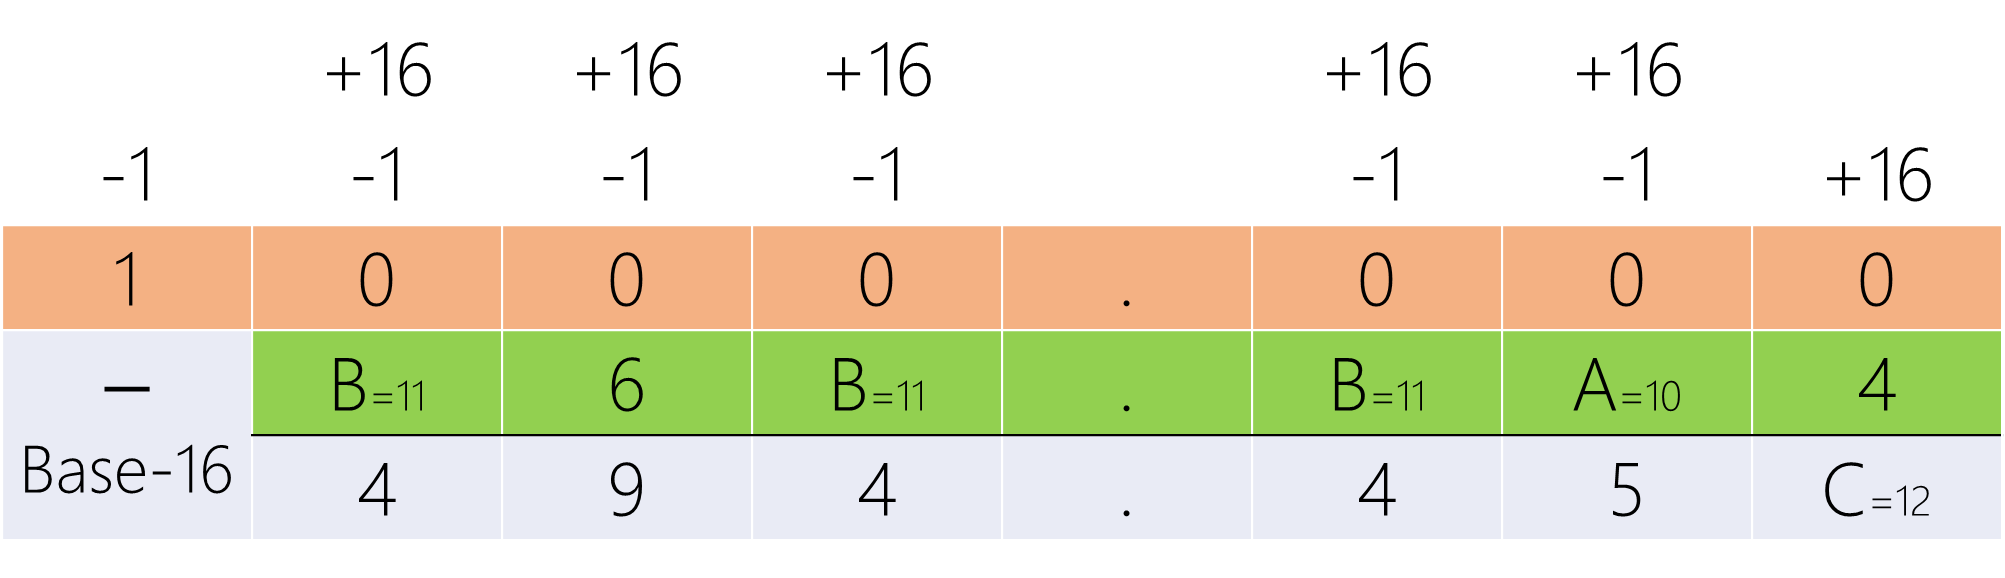 +16 +16 +16 +16 +16
-1 -1 -1 -1 -1 -1 +16
1 0 0 0 . 0 0 0
− B=11 6 B=11 . B=11 A=10 4
Base-16 4 9 4 . 4 5 C=12